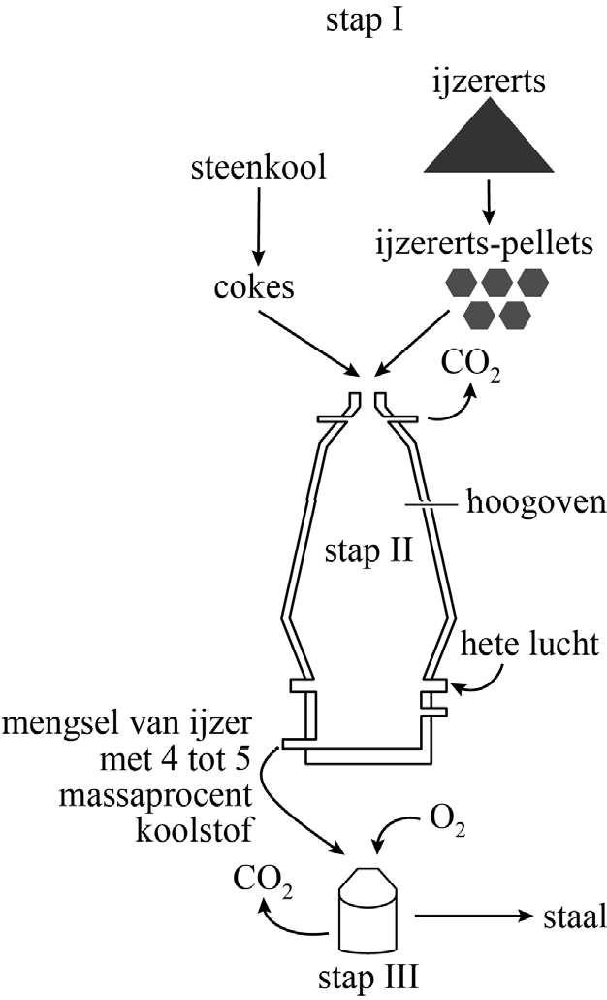 stap I
ijzererts
steenkool
ijzererts-pellets
cokes
CO₂
hoogoven
stap II
hete lucht
mengsel van ijzer
met 4 tot 5
massaprocent
koolstof
O₂
CO₂
staal
stap III